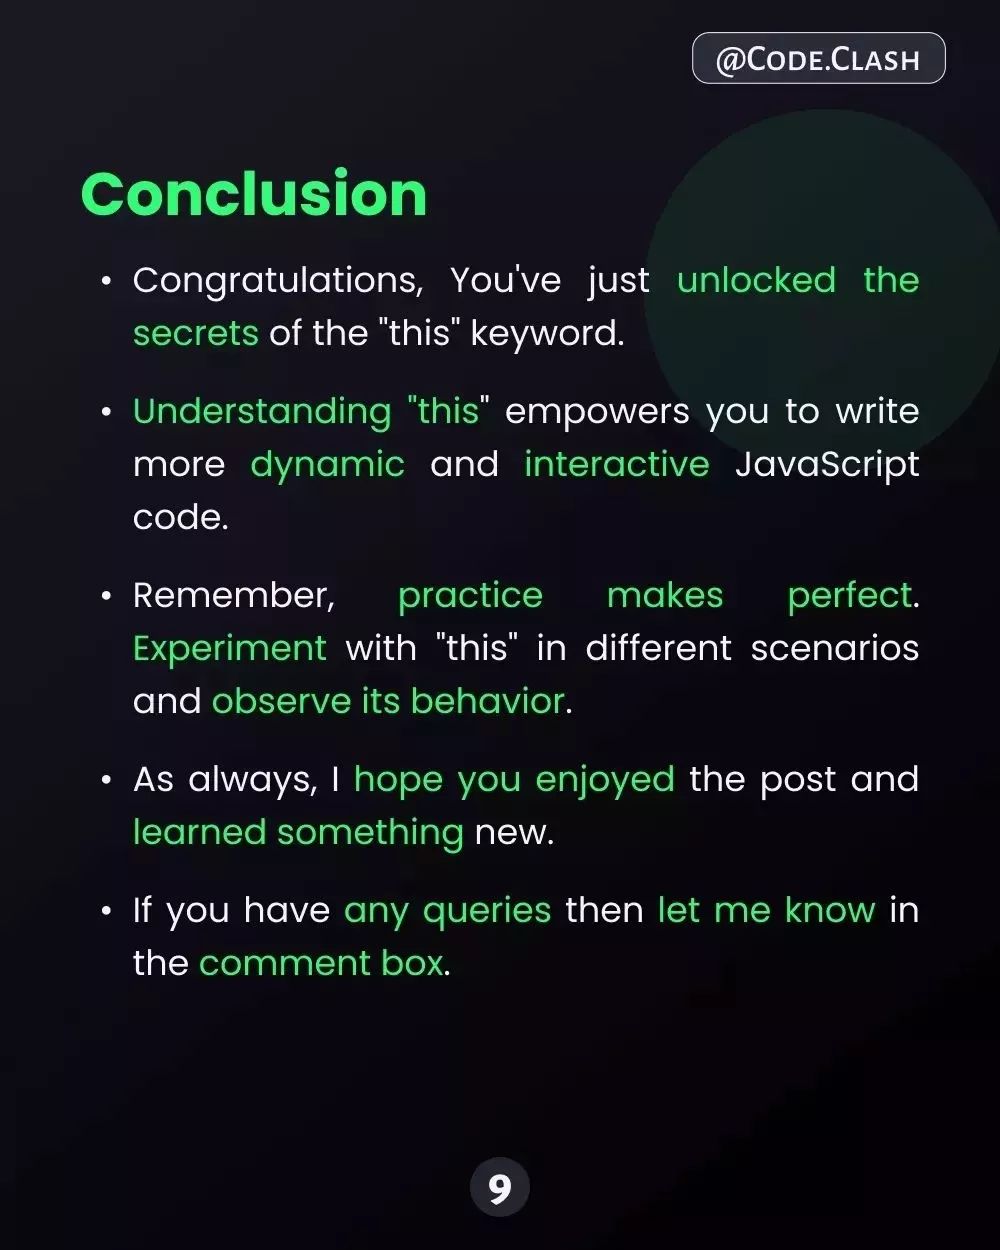 @Code.Clash
Conclusion
• Congratulations, You've just unlocked the
secrets of the "this" keyword.
• Understanding "this" empowers you to write
more dynamic and interactive JavaScript
code.
• Remember, practice makes perfect.
Experiment with "this" in different scenarios
and observe its behavior.
• As always, I hope you enjoyed the post and
learned something new.
• If you have any queries then let me know in
the comment box.
9